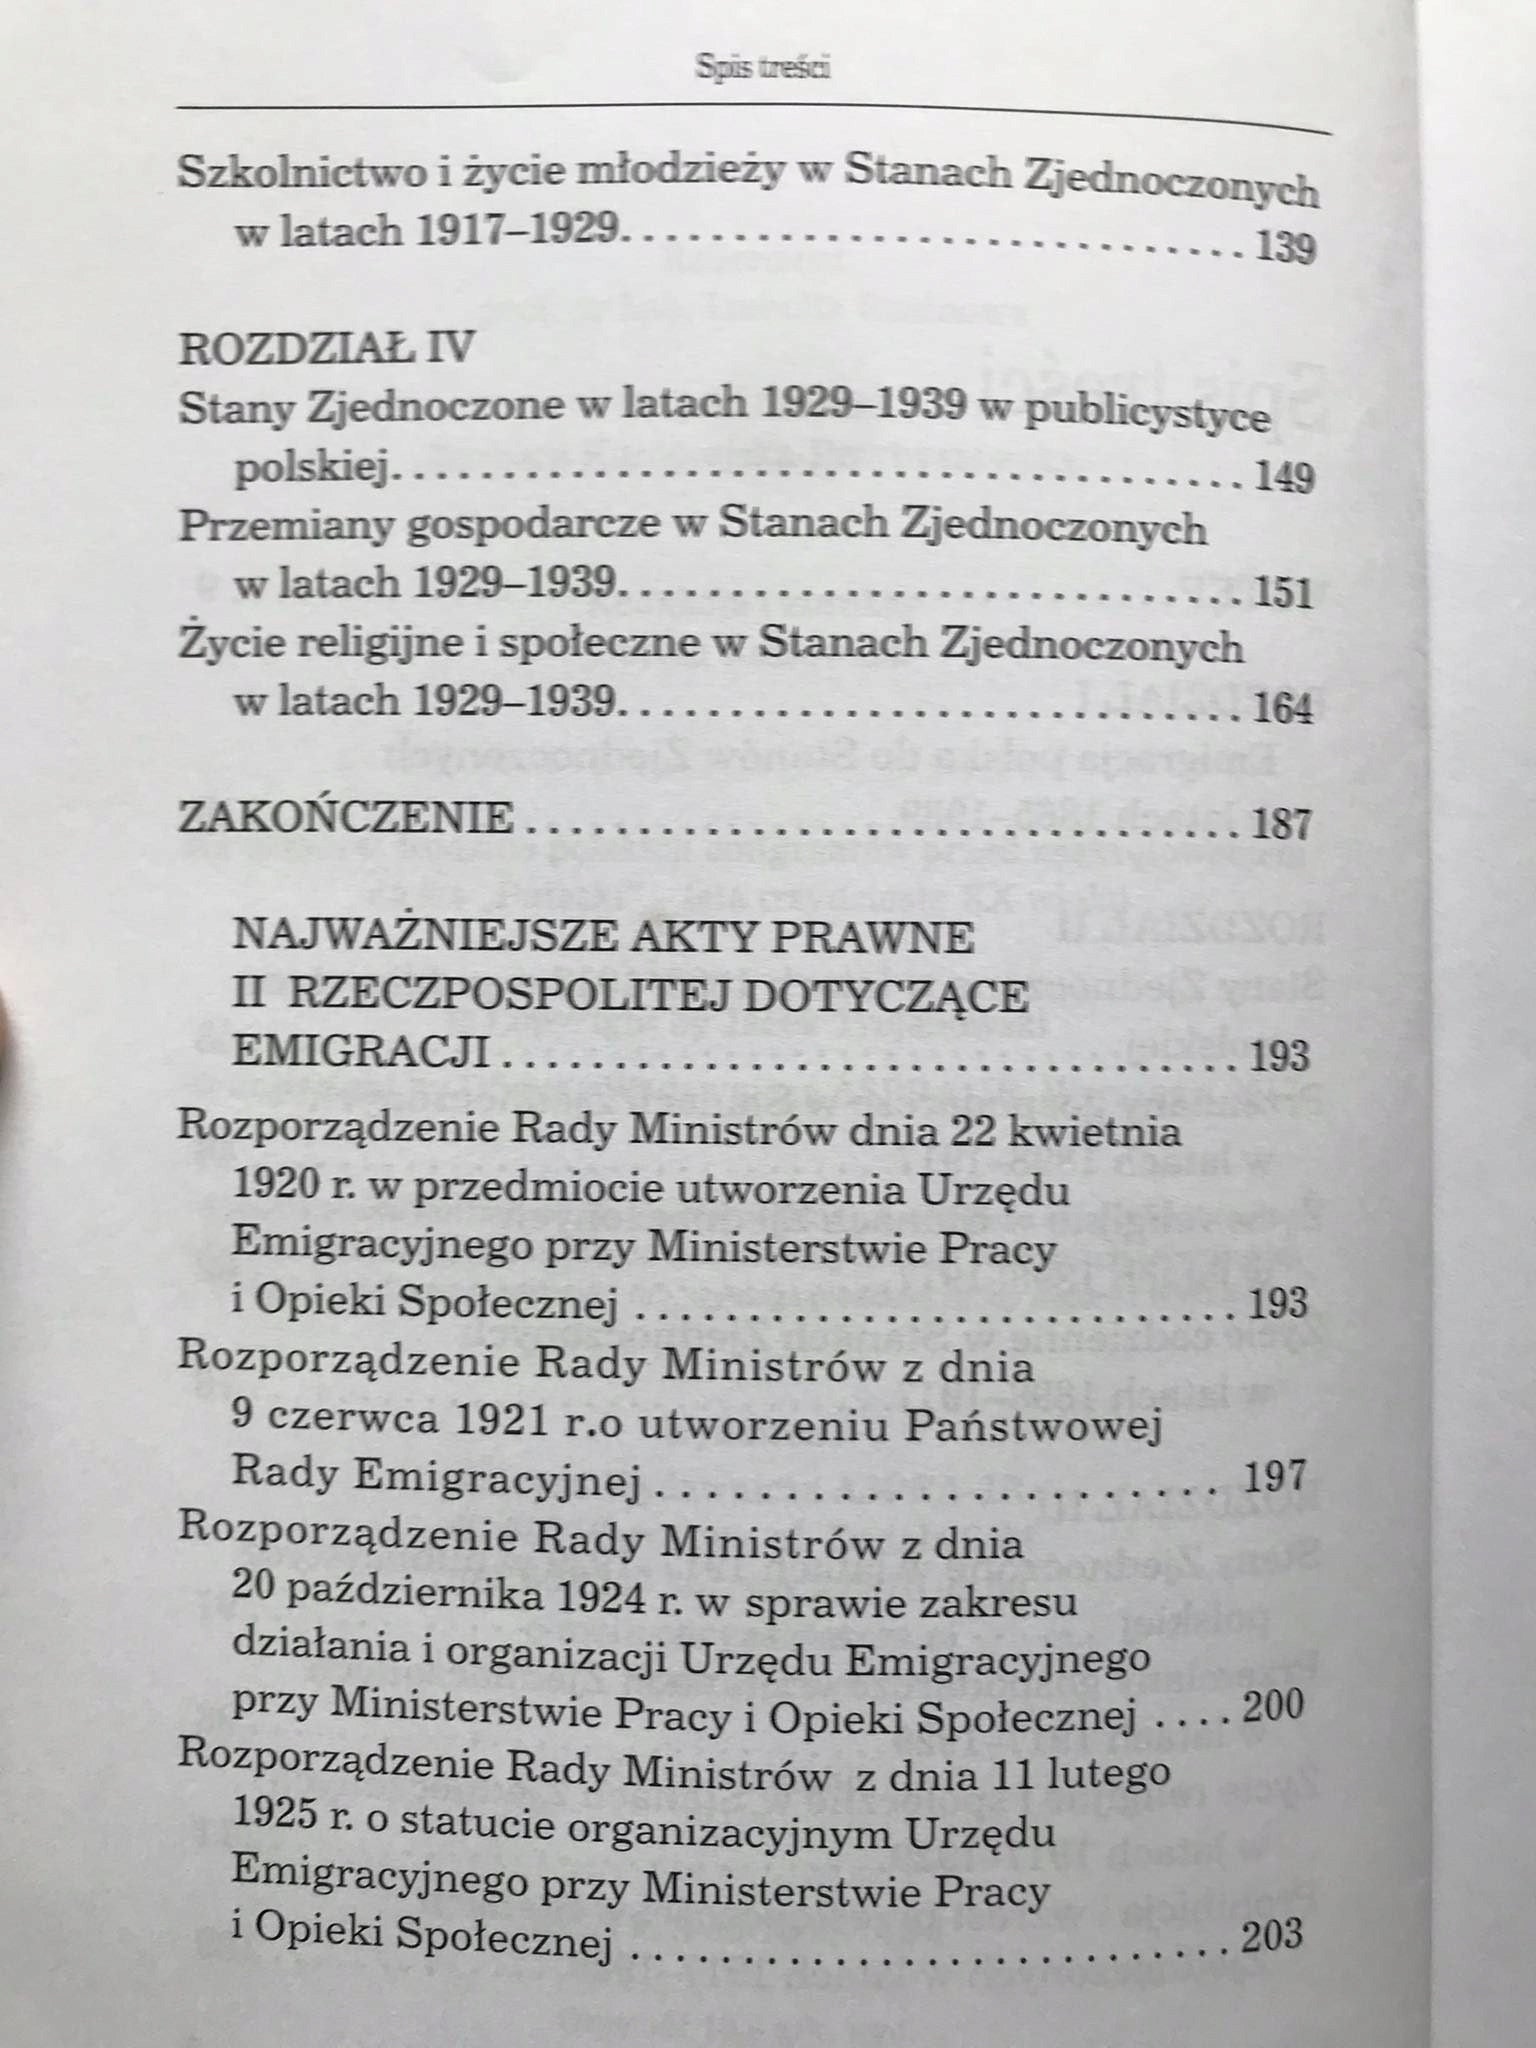 Spis treści
Szkolnictwo i życie młodzieży w Stanach Zjednoczonych
w latach 1917–1929. . . . . . . . . . . . . . . . . . . . . . . . . . . . 139
ROZDZIAŁ IV
Stany Zjednoczone w latach 1929–1939 w publicystyce
polskiej. . . . . . . . . . . . . . . . . . . . . . . . . . . . . . . . . . . . . . 149
Przemiany gospodarcze w Stanach Zjednoczonych
w latach 1929–1939. . . . . . . . . . . . . . . . . . . . . . . . . . . . 151
Życie religijne i społeczne w Stanach Zjednoczonych
w latach 1929–1939. . . . . . . . . . . . . . . . . . . . . . . . . . . . 164
ZAKOŃCZENIE . . . . . . . . . . . . . . . . . . . . . . . . . . . . . . . . 187
NAJWAŻNIEJSZE AKTY PRAWNE
II RZECZPOSPOLITEJ DOTYCZĄCE
EMIGRACJI . . . . . . . . . . . . . . . . . . . . . . . . . . . . . . . . . 193
Rozporządzenie Rady Ministrów dnia 22 kwietnia
1920 r. w przedmiocie utworzenia Urzędu
Emigracyjnego przy Ministerstwie Pracy
i Opieki Społecznej . . . . . . . . . . . . . . . . . . . . . . . . . . . 193
Rozporządzenie Rady Ministrów z dnia
9 czerwca 1921 r.o utworzeniu Państwowej
Rady Emigracyjnej . . . . . . . . . . . . . . . . . . . . . . 197
Rozporządzenie Rady Ministrów z dnia
20 października 1924 r. w sprawie zakresu
działania i organizacji Urzędu Emigracyjnego
przy Ministerstwie Pracy i Opieki Społecznej . . . . 200
Rozporządzenie Rady Ministrów z dnia 11 lutego
1925 r. o statucie organizacyjnym Urzędu
Emigracyjnego przy Ministerstwie Pracy
i Opieki Społecznej . . . . . . . . . . . . . . . . . . . . . . . . . . . 203